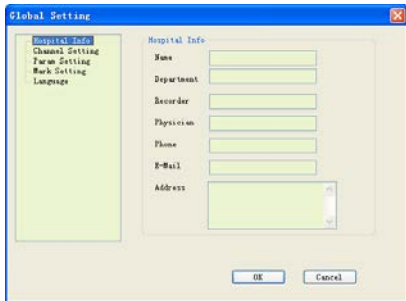 Global Setting
Hospital Info
Channel Setting
Param Setting
Mark Setting
Language
Hospital Info
Name
Department
Recorder
Physician
Phone
E-Mail
Address
OK
Cancel